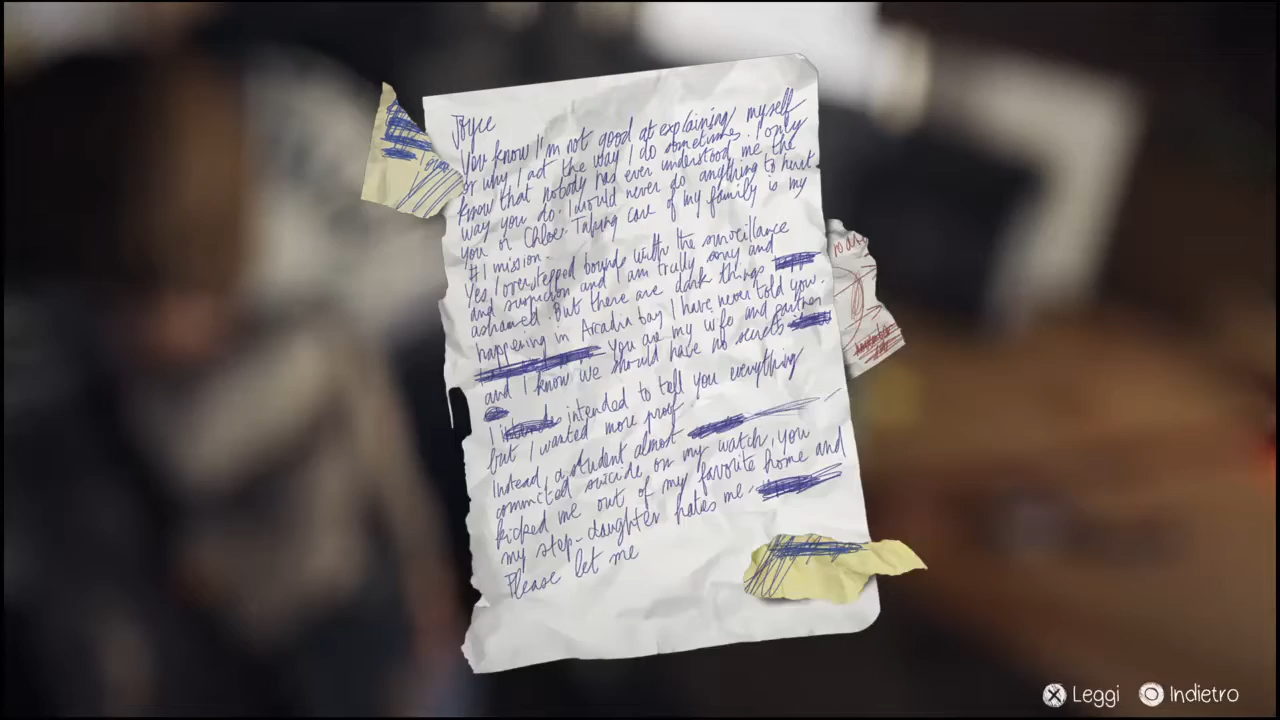 Joyce
You know I'm not good at explaining myself
or why I act the way I do sometimes. I only
know that nobody has ever understood me the
way you do. I would never do anything to hurt
you or Chloe. Taking care of my family is my
#1 mission.
Yes I overstepped bounds with the surveillance
and suspicion and I am trully sorry and
ashamed. But there are dark things
happening in Arcadia bay I have never told you.
You are my wife and partner
and I know we should have no secrets
I intended to tell you everything
but I wanted more proof.
Instead, a student almost
commited suicide on my watch, you
kicked me out of my favorite home and
my step-daughter hates me.
Please let me
Leggi
Indietro